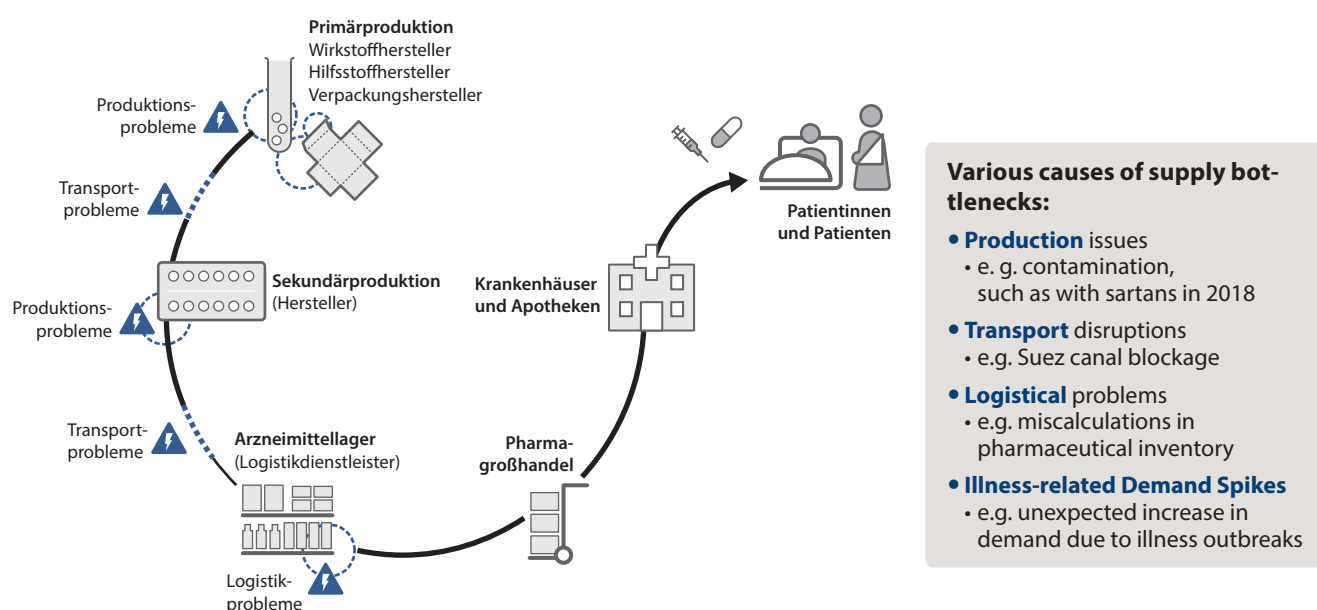 Primärproduktion
Wirkstoffhersteller
Hilfsstoffhersteller
Verpackungshersteller
Produktions-
probleme
Transport-
probleme
Sekundärproduktion
(Hersteller)
Produktions-
probleme
Transport-
probleme
Arzneimittellager
(Logistikdienstleister)
Logistik-
probleme
Pharma-
großhandel
Krankenhäuser
und Apotheken
Patientinnen
und Patienten
Various causes of supply bot-
tlenecks:
• Production issues
• e. g. contamination,
such as with sartans in 2018
• Transport disruptions
• e.g. Suez canal blockage
• Logistical problems
• e.g. miscalculations in
pharmaceutical inventory
• Illness-related Demand Spikes
• e.g. unexpected increase in
demand due to illness outbreaks